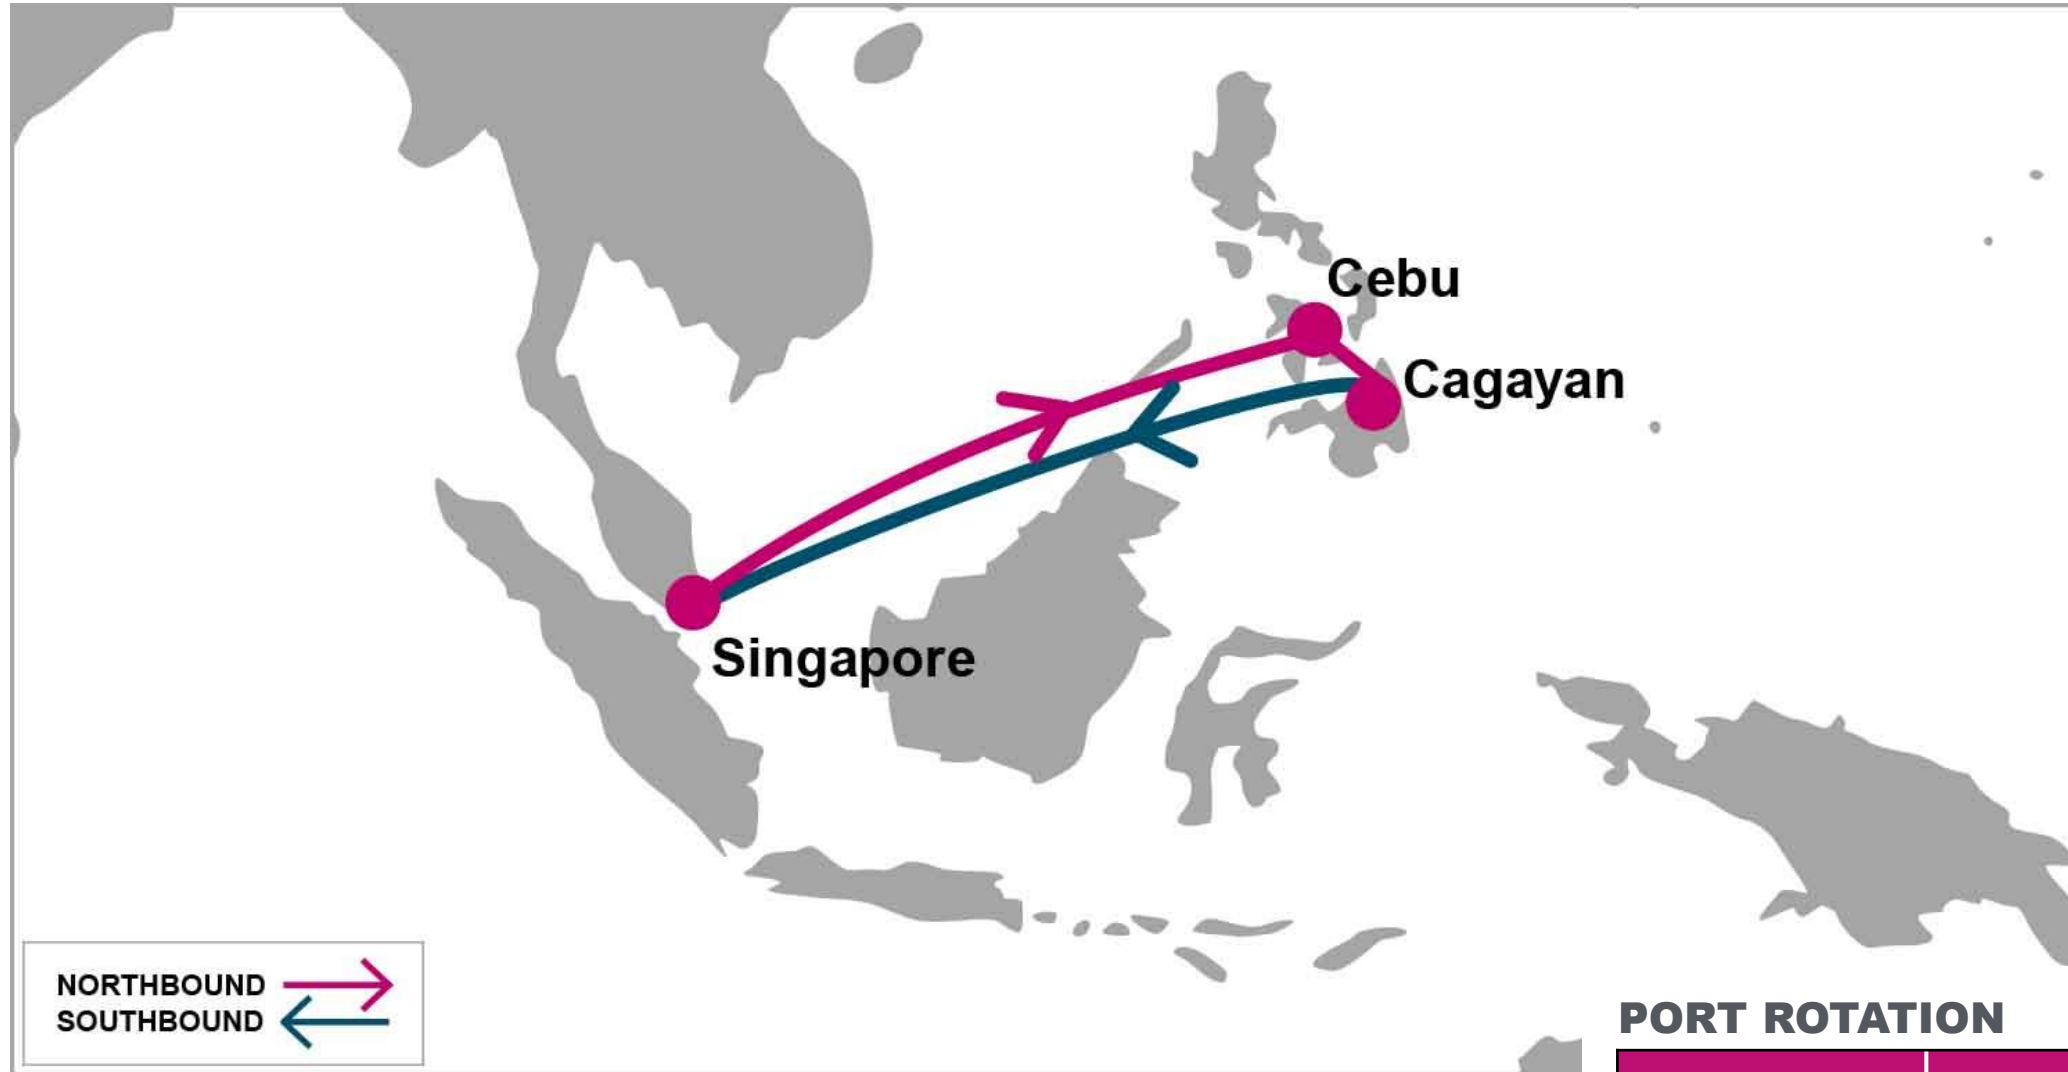 Cebu
Cagayan
Singapore
NORTHBOUND
SOUTHBOUND
PORT ROTATION